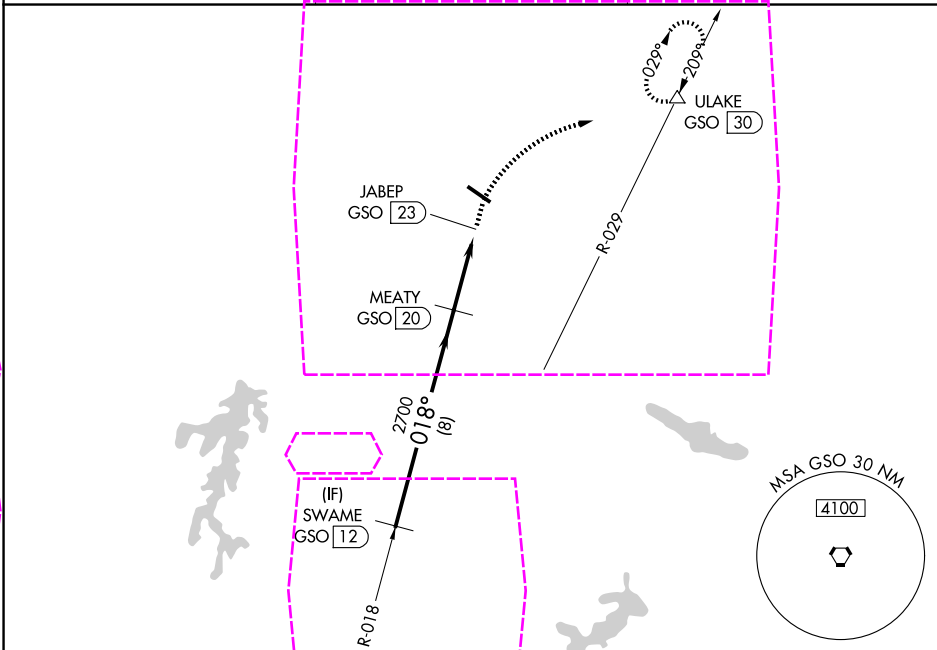 029°
209°
ULAKE
GSO 30
JABEP
GSO 23
R-029
MEATY
GSO 20
2700
018°
(8)
(IF)
SWAME
GSO 12
R-018
MSA GSO 30 NM
4100